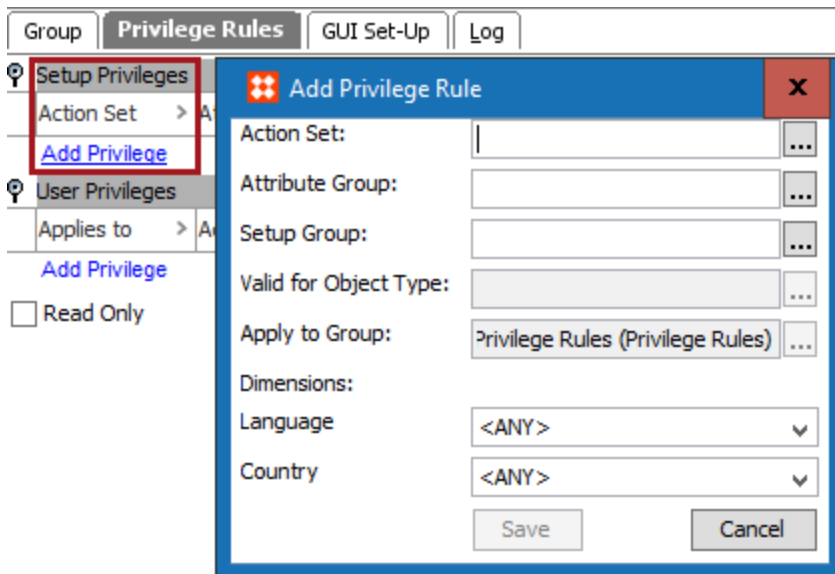 Group
Privilege Rules
GUI Set-Up
Log
Setup Privileges
Action Set > 
Add Privilege
User Privileges
Applies to > 
Add Privilege
Read Only
Add Privilege Rule
x
Action Set:
...
Attribute Group:
...
Setup Group:
...
Valid for Object Type:
...
Apply to Group:
Privilege Rules (Privilege Rules)
...
Dimensions:
Language
<ANY>
Country
<ANY>
Save
Cancel